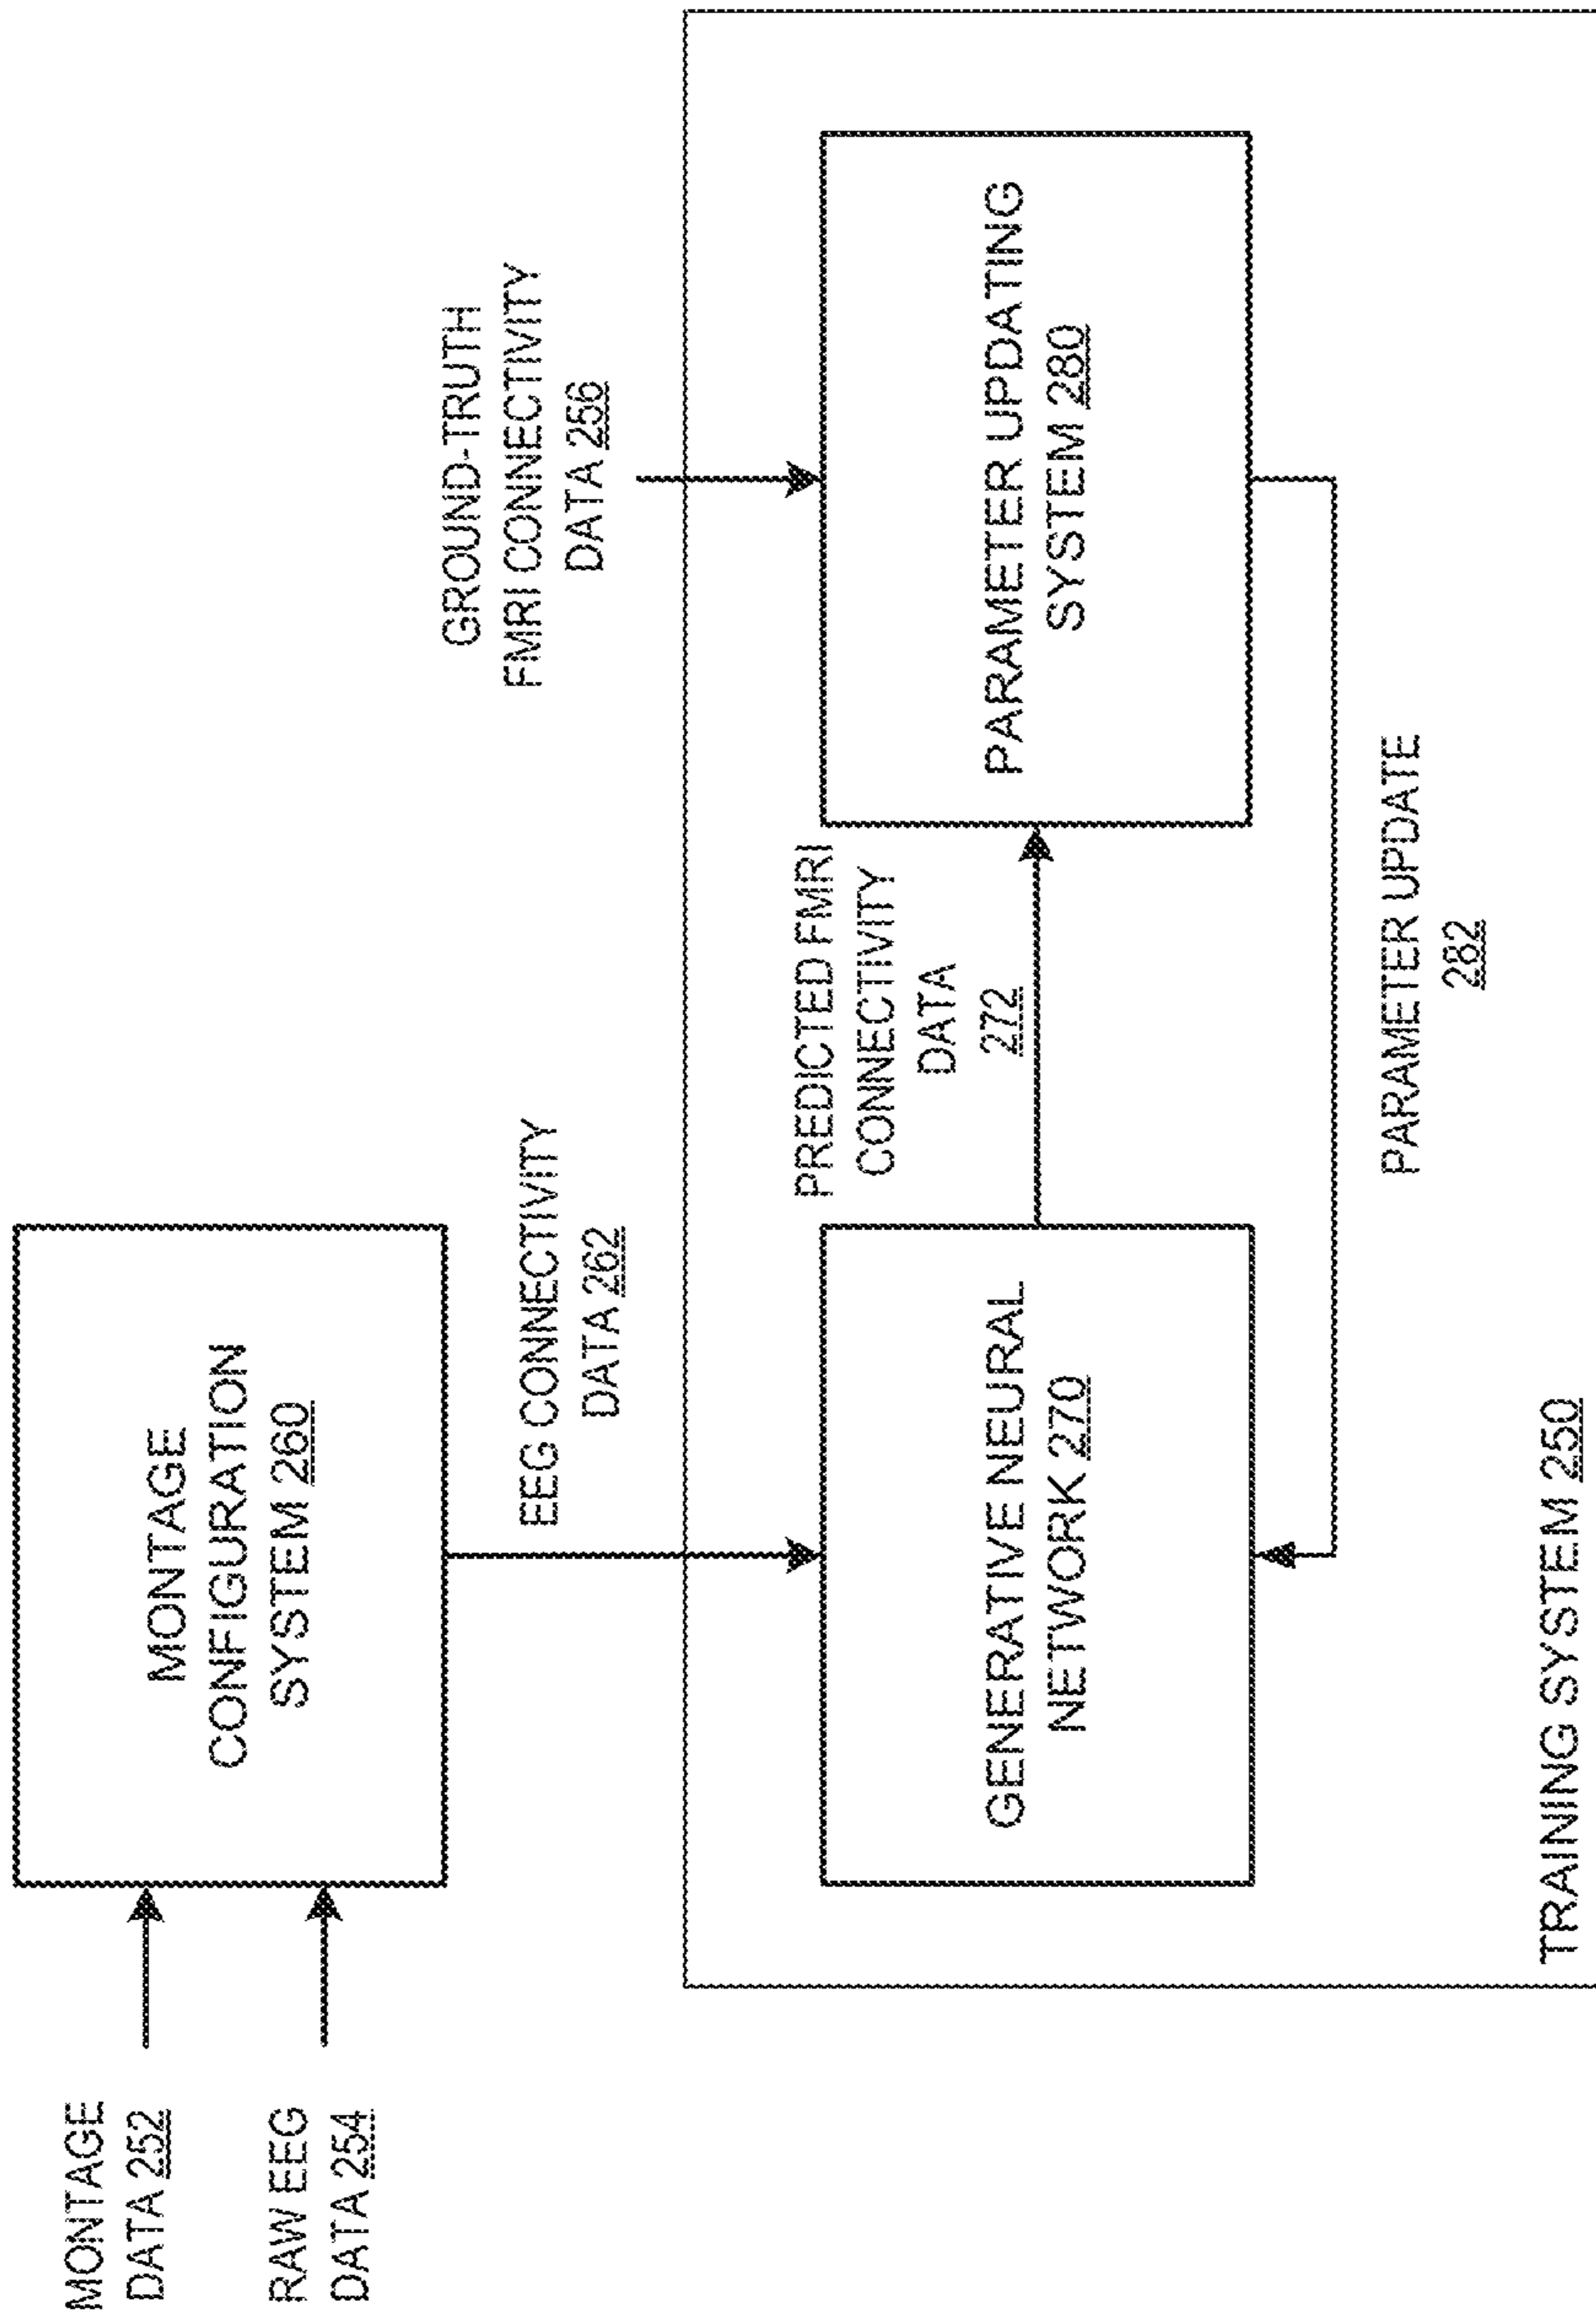 MONTAGE
DATA 252
RAW EEG
DATA 254
MONTAGE
CONFIGURATION
SYSTEM 260
EEG CONNECTIVITY
DATA 262
GROUND-TRUTH
FMRI CONNECTIVITY
DATA 256
GENERATIVE NEURAL
NETWORK 270
PREDICTED FMRI
CONNECTIVITY
DATA
272
PARAMETER UPDATING
SYSTEM 280
PARAMETER UPDATE
282
TRAINING SYSTEM 250